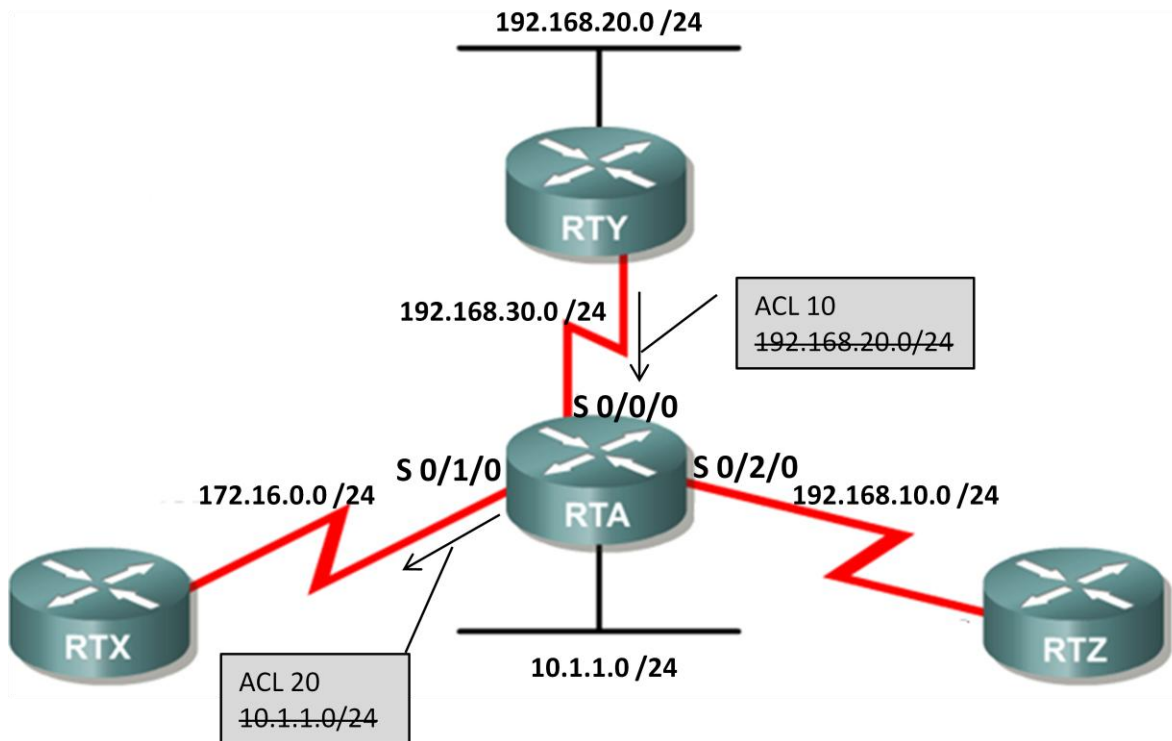 192.168.20.0 /24
RTY
192.168.30.0 /24
ACL 10
192.168.20.0/24
S 0/0/0
S 0/1/0
S 0/2/0
172.16.0.0 /24
192.168.10.0 /24
RTA
RTX
RTZ
10.1.1.0 /24
ACL 20
10.1.1.0/24